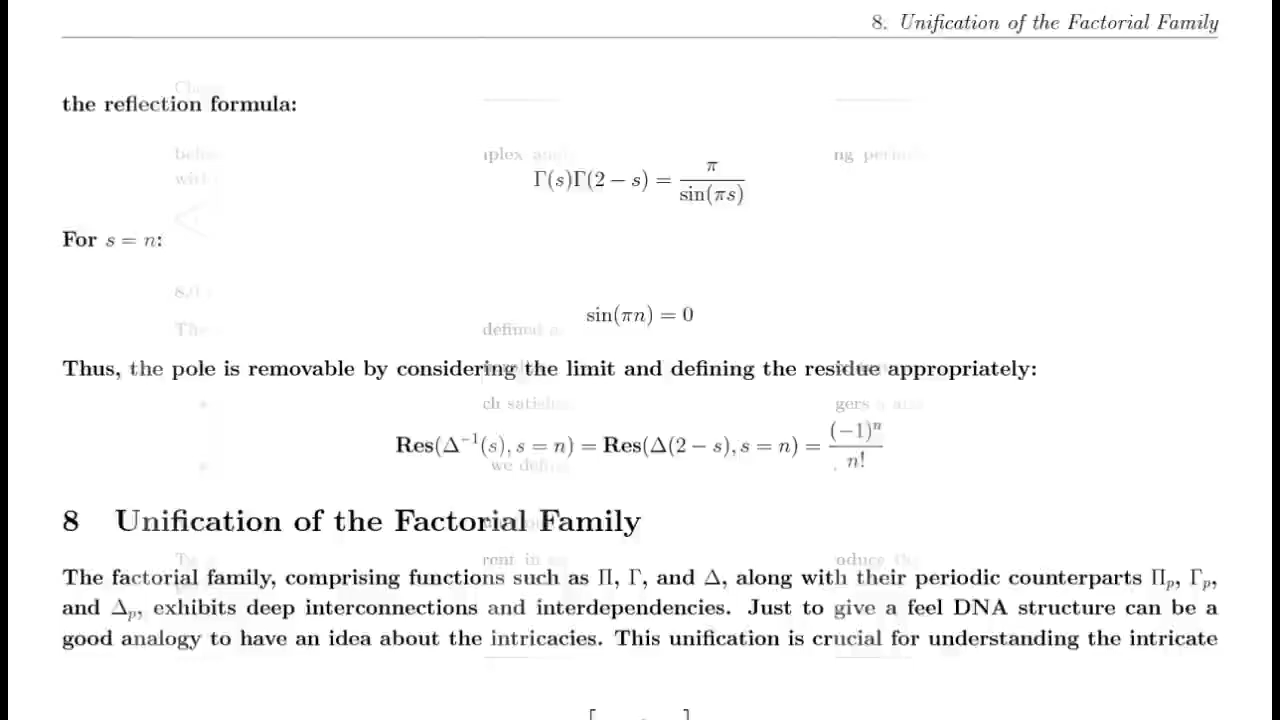 8. Unification of the Factorial Family
the reflection formula:
Γ(s)Γ(2 − s) = π / sin(πs)
For s = n:
sin(πn) = 0
Thus, the pole is removable by considering the limit and defining the residue appropriately:
Res(Δ⁻¹(s), s = n) = Res(Δ(2 − s), s = n) = (−1)ⁿ / n!
8 Unification of the Factorial Family
The factorial family, comprising functions such as Π, Γ, and Δ, along with their periodic counterparts Πₚ, Γₚ,
and Δₚ, exhibits deep interconnections and interdependencies. Just to give a feel DNA structure can be a
good analogy to have an idea about the intricacies. This unification is crucial for understanding the intricate